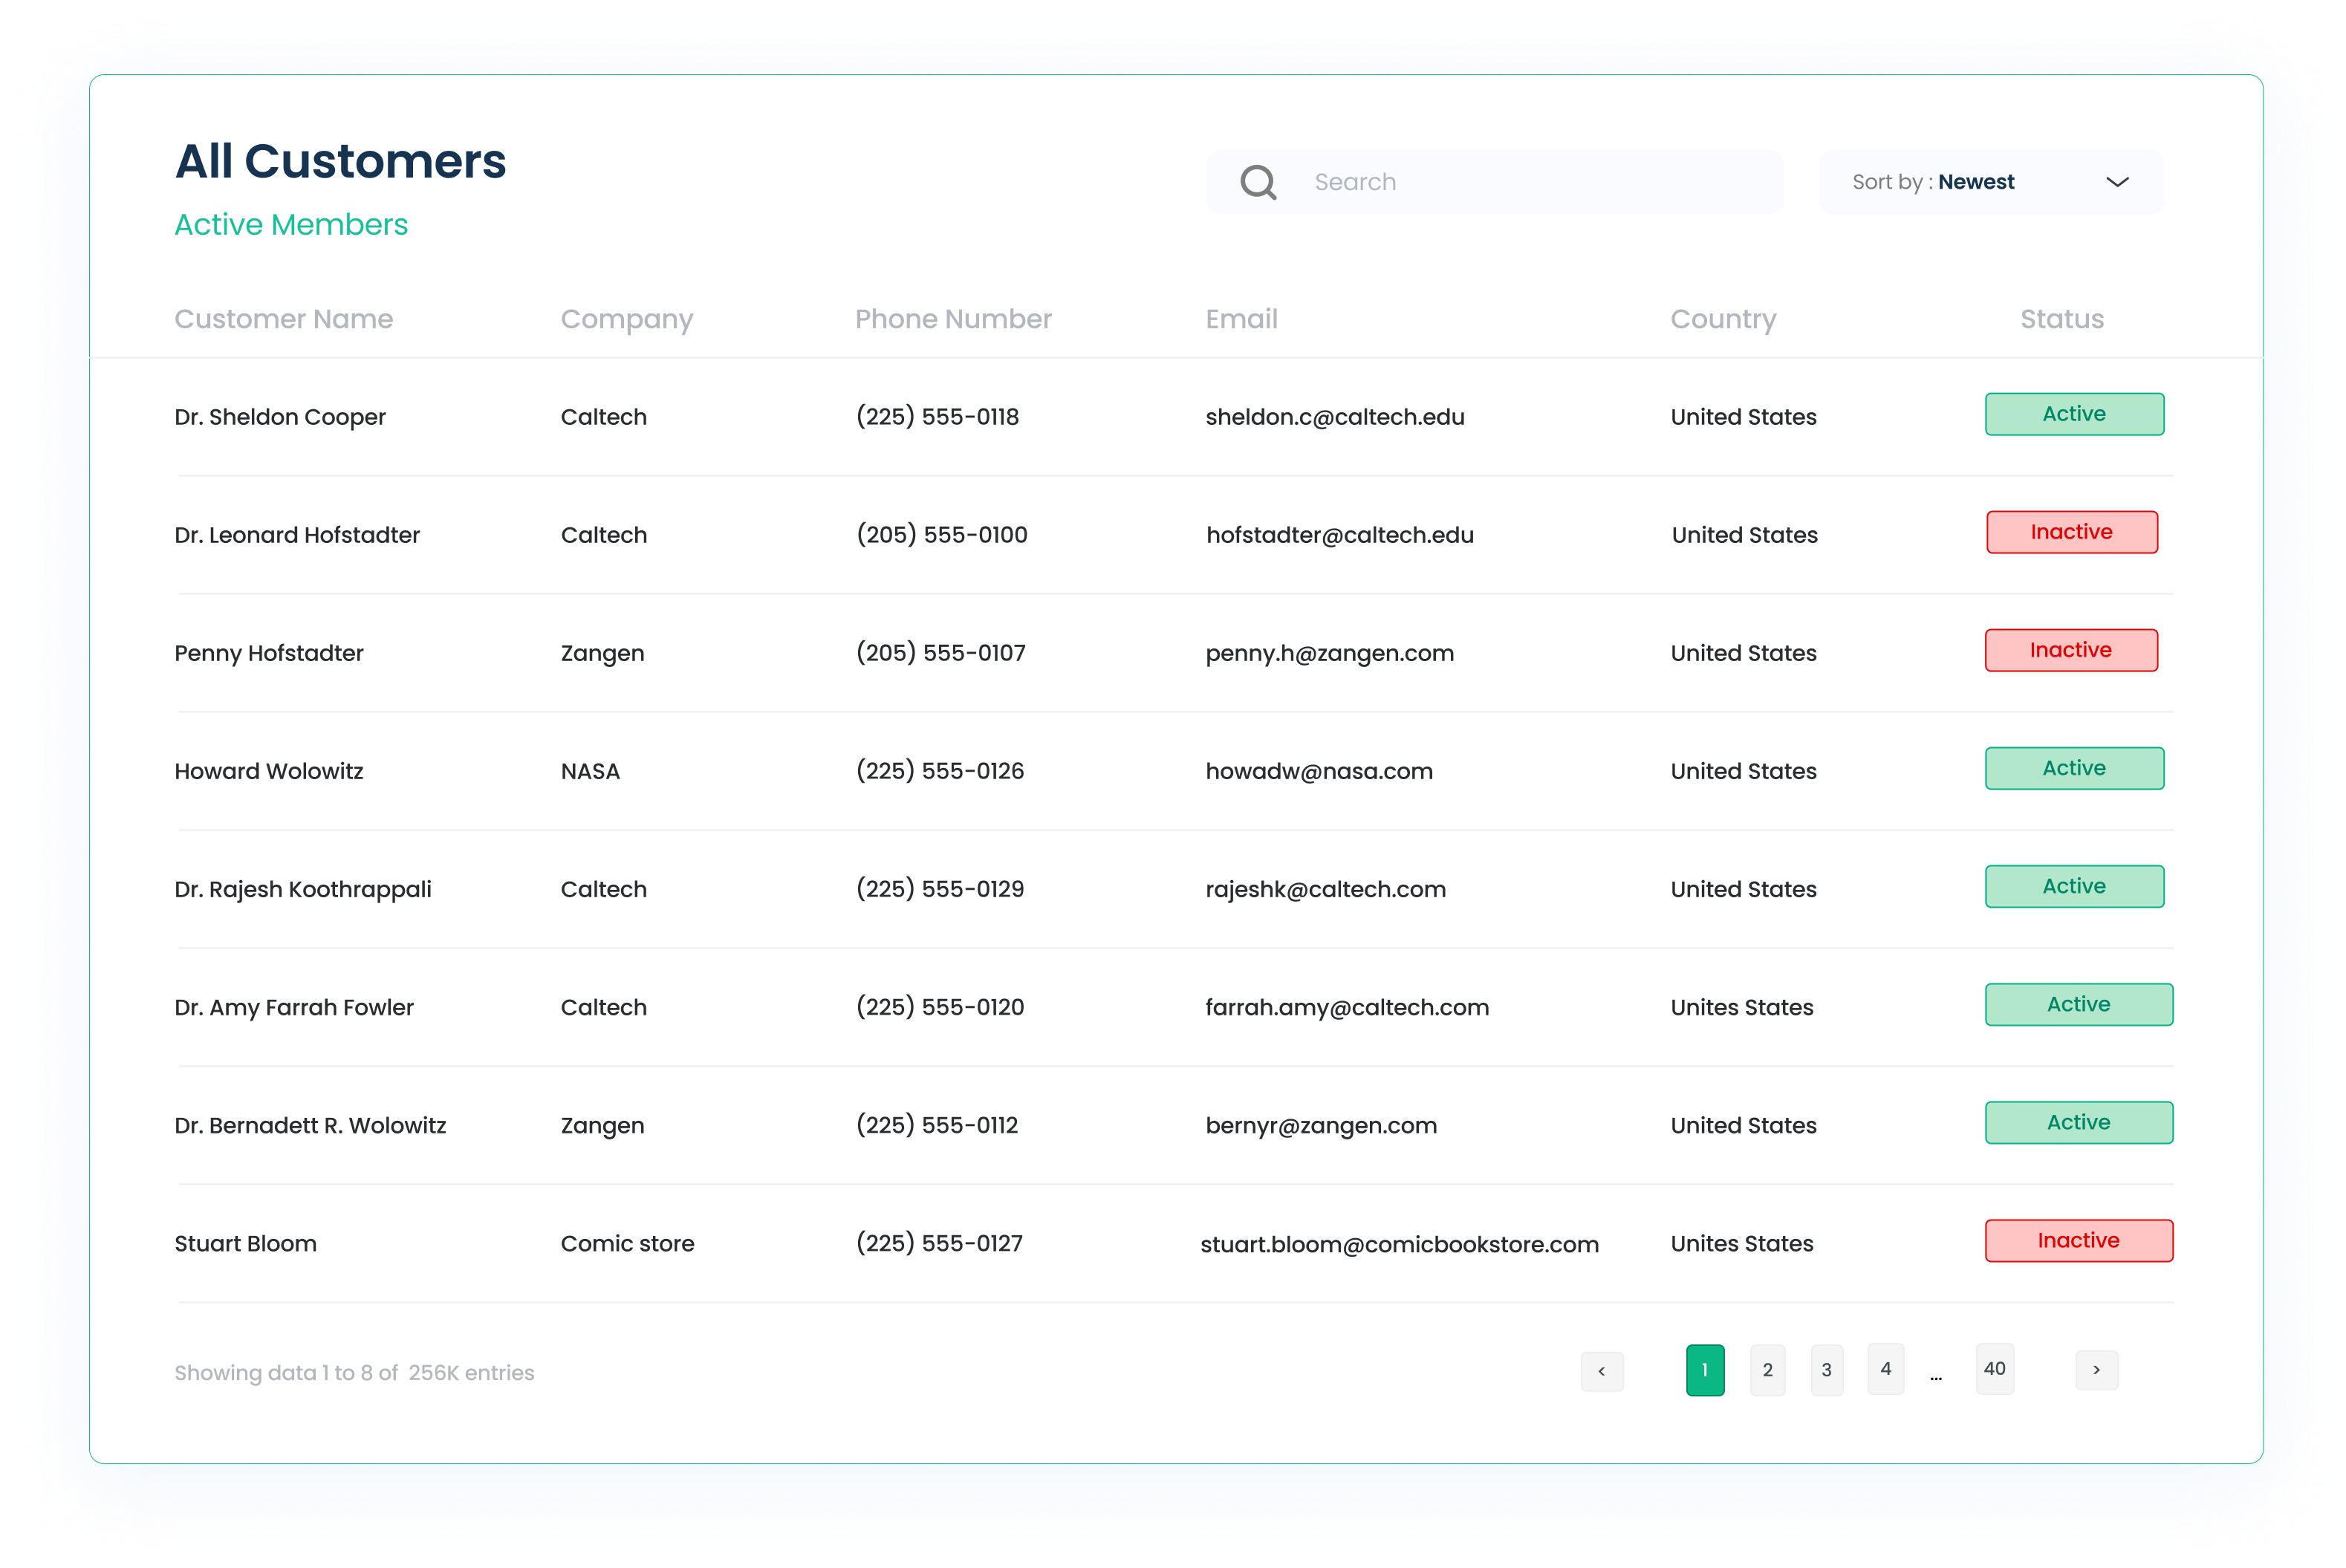 All Customers
Active Members
Search
Sort by : Newest
Customer Name Company Phone Number Email Country Status
Dr. Sheldon Cooper Caltech (225) 555-0118 sheldon.c@caltech.edu United States Active
Dr. Leonard Hofstadter Caltech (205) 555-0100 hofstadter@caltech.edu United States Inactive
Penny Hofstadter Zangen (205) 555-0107 penny.h@zangen.com United States Inactive
Howard Wolowitz NASA (225) 555-0126 howadw@nasa.com United States Active
Dr. Rajesh Koothrappali Caltech (225) 555-0129 rajeshk@caltech.com United States Active
Dr. Amy Farrah Fowler Caltech (225) 555-0120 farrah.amy@caltech.com Unites States Active
Dr. Bernadett R. Wolowitz Zangen (225) 555-0112 bernyr@zangen.com United States Active
Stuart Bloom Comic store (225) 555-0127 stuart.bloom@comicbookstore.com Unites States Inactive
Showing data 1 to 8 of 256K entries < 1 2 3 4 ... 40 >